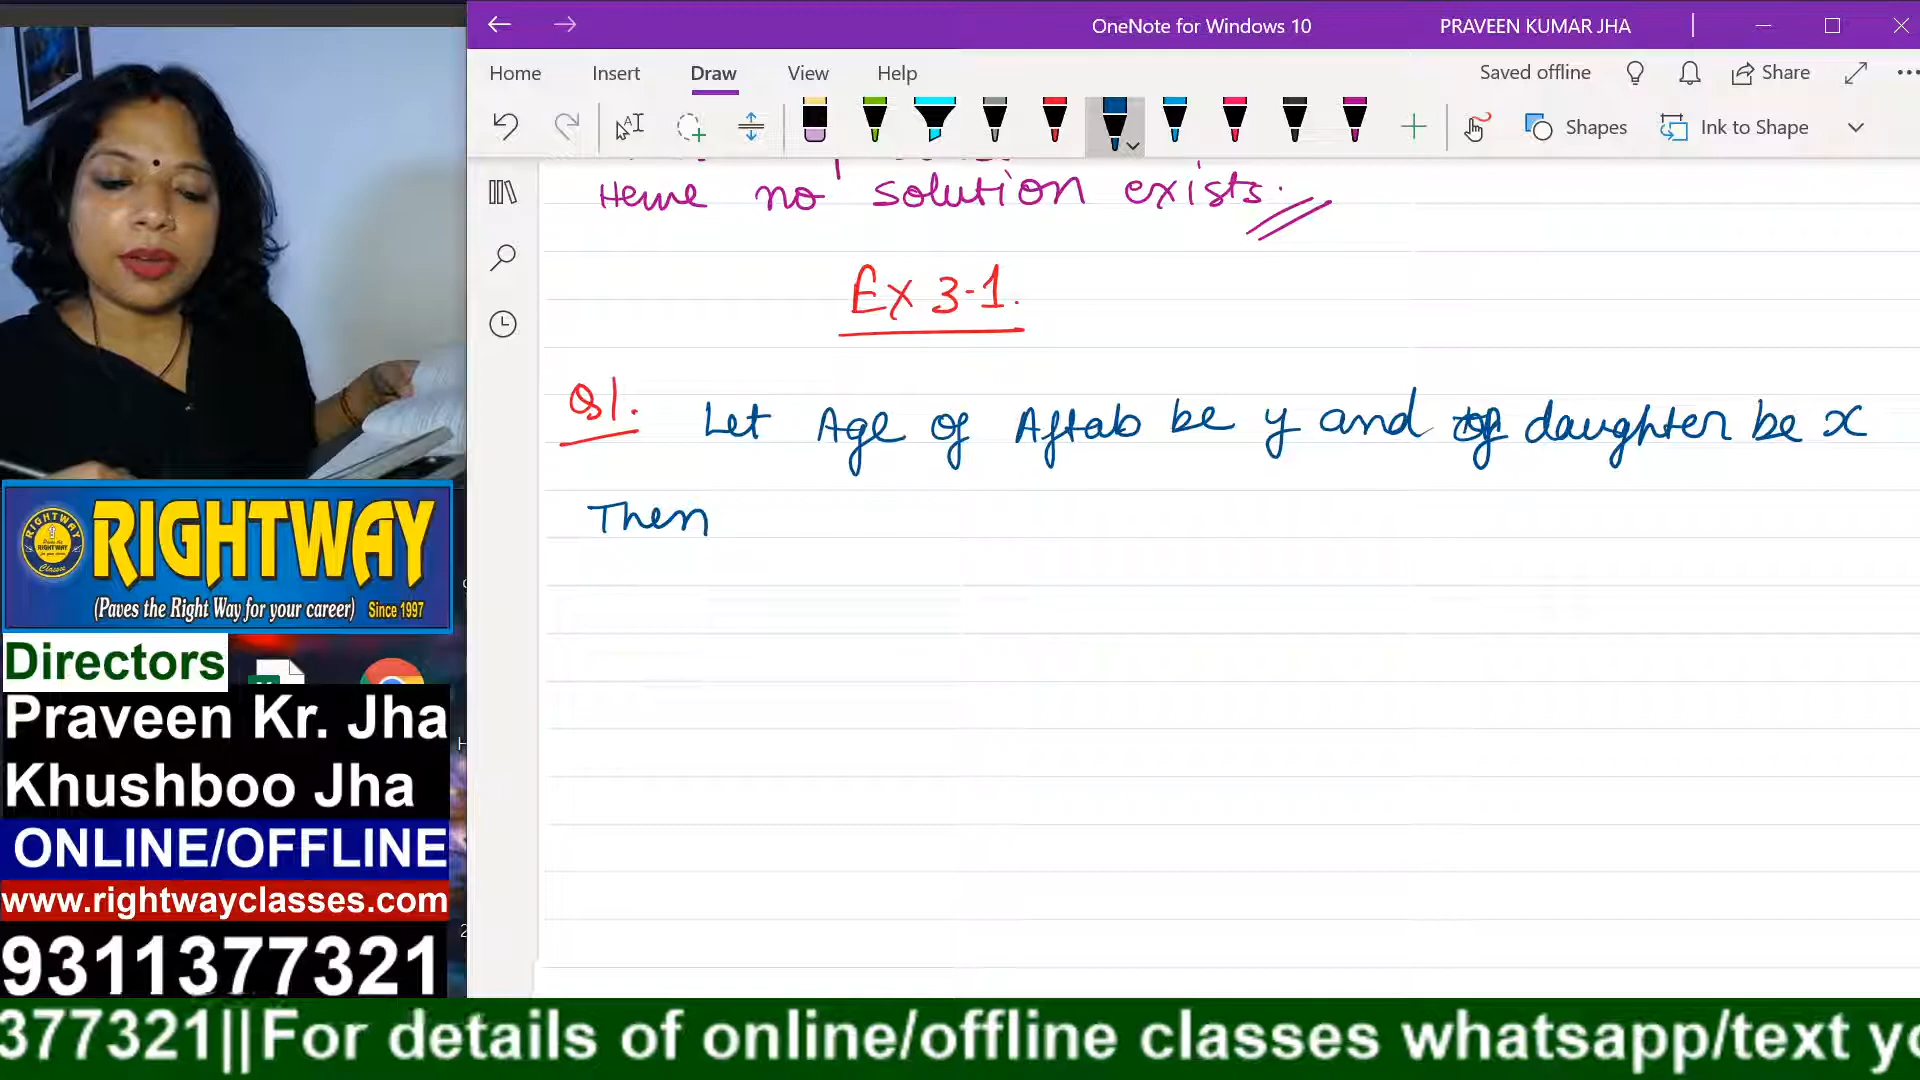 OneNote for Windows 10
PRAVEEN KUMAR JHA
Home Insert Draw View Help
Saved offline
Share
Shapes
Ink to Shape
Hence no solution exists.
Ex 3-1.
Q1. Let Age of Aftab be y and of daughter be x
Then
RIGHTWAY
(Paves the Right Way for your career) Since 1997
Directors
Praveen Kr. Jha
Khushboo Jha
ONLINE/OFFLINE
www.rightwayclasses.com
9311377321
377321||For details of online/offline classes whatsapp/text yo